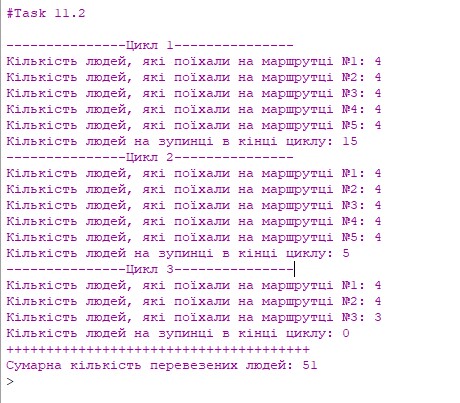 #Task 11.2
---------------Цикл 1---------------
Кількість людей, які поїхали на маршрутці №1: 4
Кількість людей, які поїхали на маршрутці №2: 4
Кількість людей, які поїхали на маршрутці №3: 4
Кількість людей, які поїхали на маршрутці №4: 4
Кількість людей, які поїхали на маршрутці №5: 4
Кількість людей на зупинці в кінці циклу: 15
---------------Цикл 2---------------
Кількість людей, які поїхали на маршрутці №1: 4
Кількість людей, які поїхали на маршрутці №2: 4
Кількість людей, які поїхали на маршрутці №3: 4
Кількість людей, які поїхали на маршрутці №4: 4
Кількість людей, які поїхали на маршрутці №5: 4
Кількість людей на зупинці в кінці циклу: 5
---------------Цикл 3---------------
Кількість людей, які поїхали на маршрутці №1: 4
Кількість людей, які поїхали на маршрутці №2: 4
Кількість людей, які поїхали на маршрутці №3: 3
Кількість людей на зупинці в кінці циклу: 0
++++++++++++++++++++++++++++++++++++++
Сумарна кількість перевезених людей: 51
>